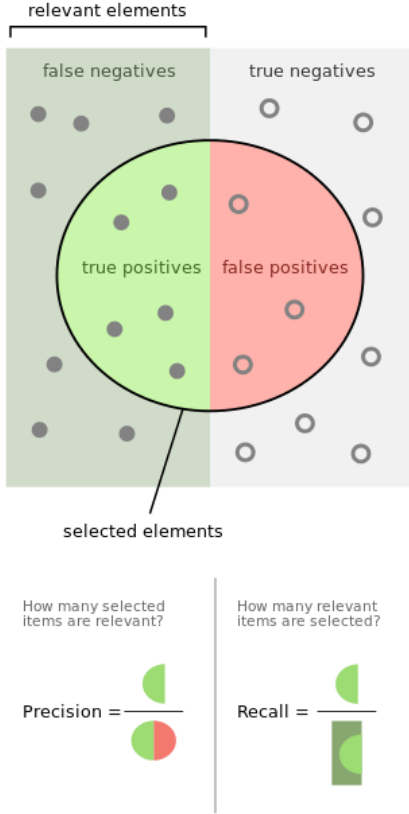 relevant elements
false negatives
true negatives
true positives
false positives
selected elements
How many selected
items are relevant?
How many relevant
items are selected?
Precision =
Recall =